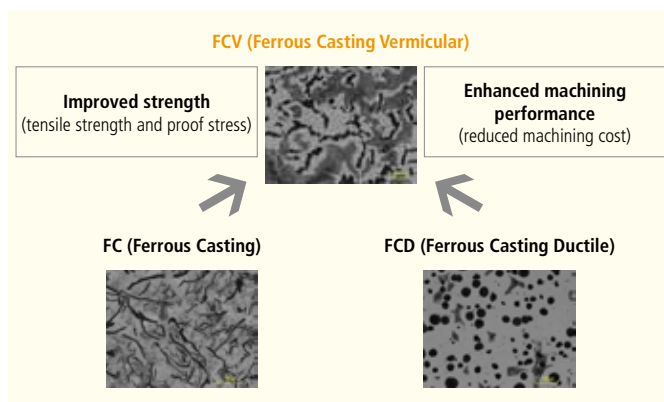 FCV (Ferrous Casting Vermicular)
Improved strength
(tensile strength and proof stress)
Enhanced machining
performance
(reduced machining cost)
FC (Ferrous Casting)
FCD (Ferrous Casting Ductile)